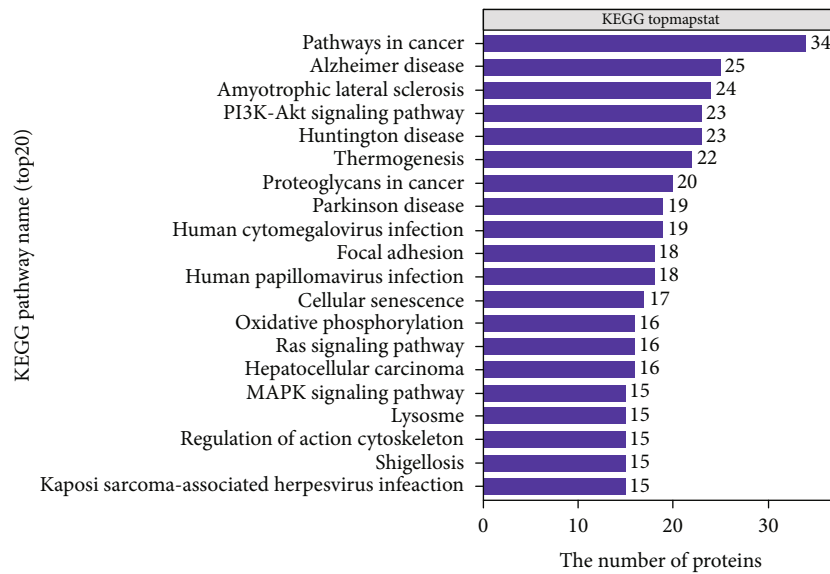 KEGG topmapstat
KEGG pathway name (top20)
Pathways in cancer 34
Alzheimer disease 25
Amyotrophic lateral sclerosis 24
PI3K-Akt signaling pathway 23
Huntington disease 23
Thermogenesis 22
Proteoglycans in cancer 20
Parkinson disease 19
Human cytomegalovirus infection 19
Focal adhesion 18
Human papillomavirus infection 18
Cellular senescence 17
Oxidative phosphorylation 16
Ras signaling pathway 16
Hepatocellular carcinoma 16
MAPK signaling pathway 15
Lysosme 15
Regulation of action cytoskeleton 15
Shigellosis 15
Kaposi sarcoma-associated herpesvirus infeaction 15
0 10 20 30
The number of proteins